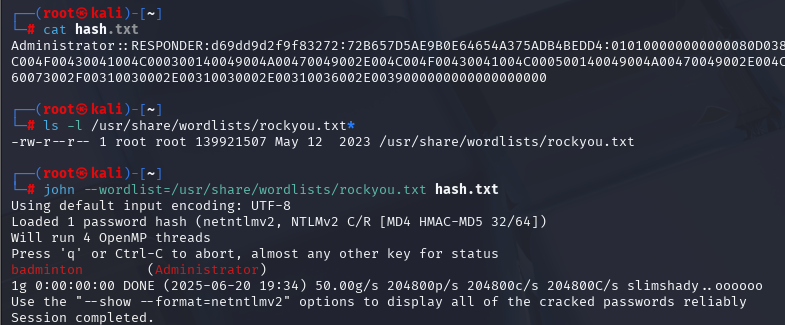 ┌──(root㉿kali)-[~]
└─# cat hash.txt
Administrator::RESPONDER:d69dd9d2f9f83272:72B657D5AE9B0E64654A375ADB4BEDD4:010100000000000080D038
C004F00430041004C000300140049004A00470049002E004C004F00430041004C000500140049004A00470049002E004C
60073002F00310030002E00310030002E00310036002E0039000000000000000000
┌──(root㉿kali)-[~]
└─# ls -l /usr/share/wordlists/rockyou.txt*
-rw-r--r-- 1 root root 139921507 May 12  2023 /usr/share/wordlists/rockyou.txt
┌──(root㉿kali)-[~]
└─# john --wordlist=/usr/share/wordlists/rockyou.txt hash.txt
Using default input encoding: UTF-8
Loaded 1 password hash (netntlmv2, NTLMv2 C/R [MD4 HMAC-MD5 32/64])
Will run 4 OpenMP threads
Press 'q' or Ctrl-C to abort, almost any other key for status
badminton        (Administrator)
1g 0:00:00:00 DONE (2025-06-20 19:34) 50.00g/s 204800p/s 204800c/s 204800C/s slimshady..oooooo
Use the "--show --format=netntlmv2" options to display all of the cracked passwords reliably
Session completed.